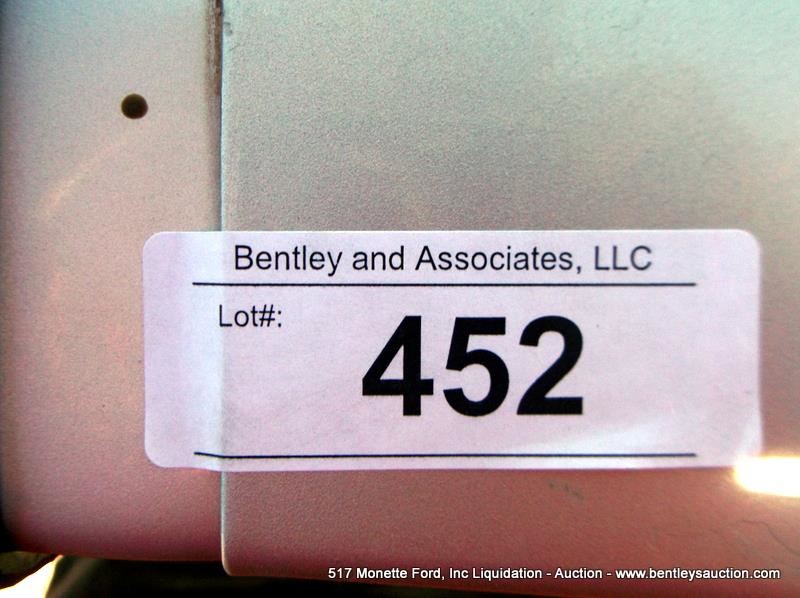 Bentley and Associates, LLC
Lot#:
452
517 Monette Ford, Inc Liquidation - Auction - www.bentleysauction.com